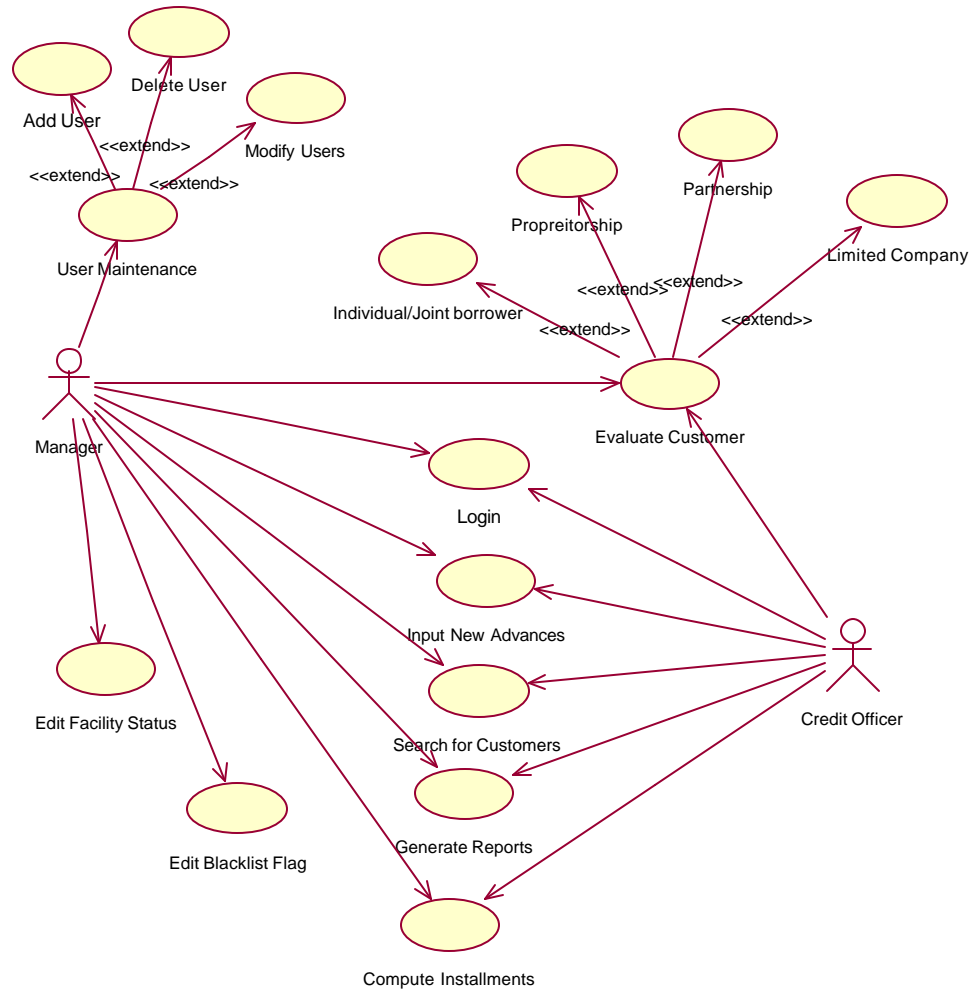 Delete User
Add User
<<extend>>
Modify Users
<<extend>>
<<extend>>
User Maintenance
Partnership
Propreitorship
Limited Company
Individual/Joint borrower
<<extend>>
<<extend>>
<<extend>>
<<extend>>
Manager
Evaluate Customer
Login
Input New Advances
Edit Facility Status
Credit Officer
Search for Customers
Generate Reports
Edit Blacklist Flag
Compute Installments